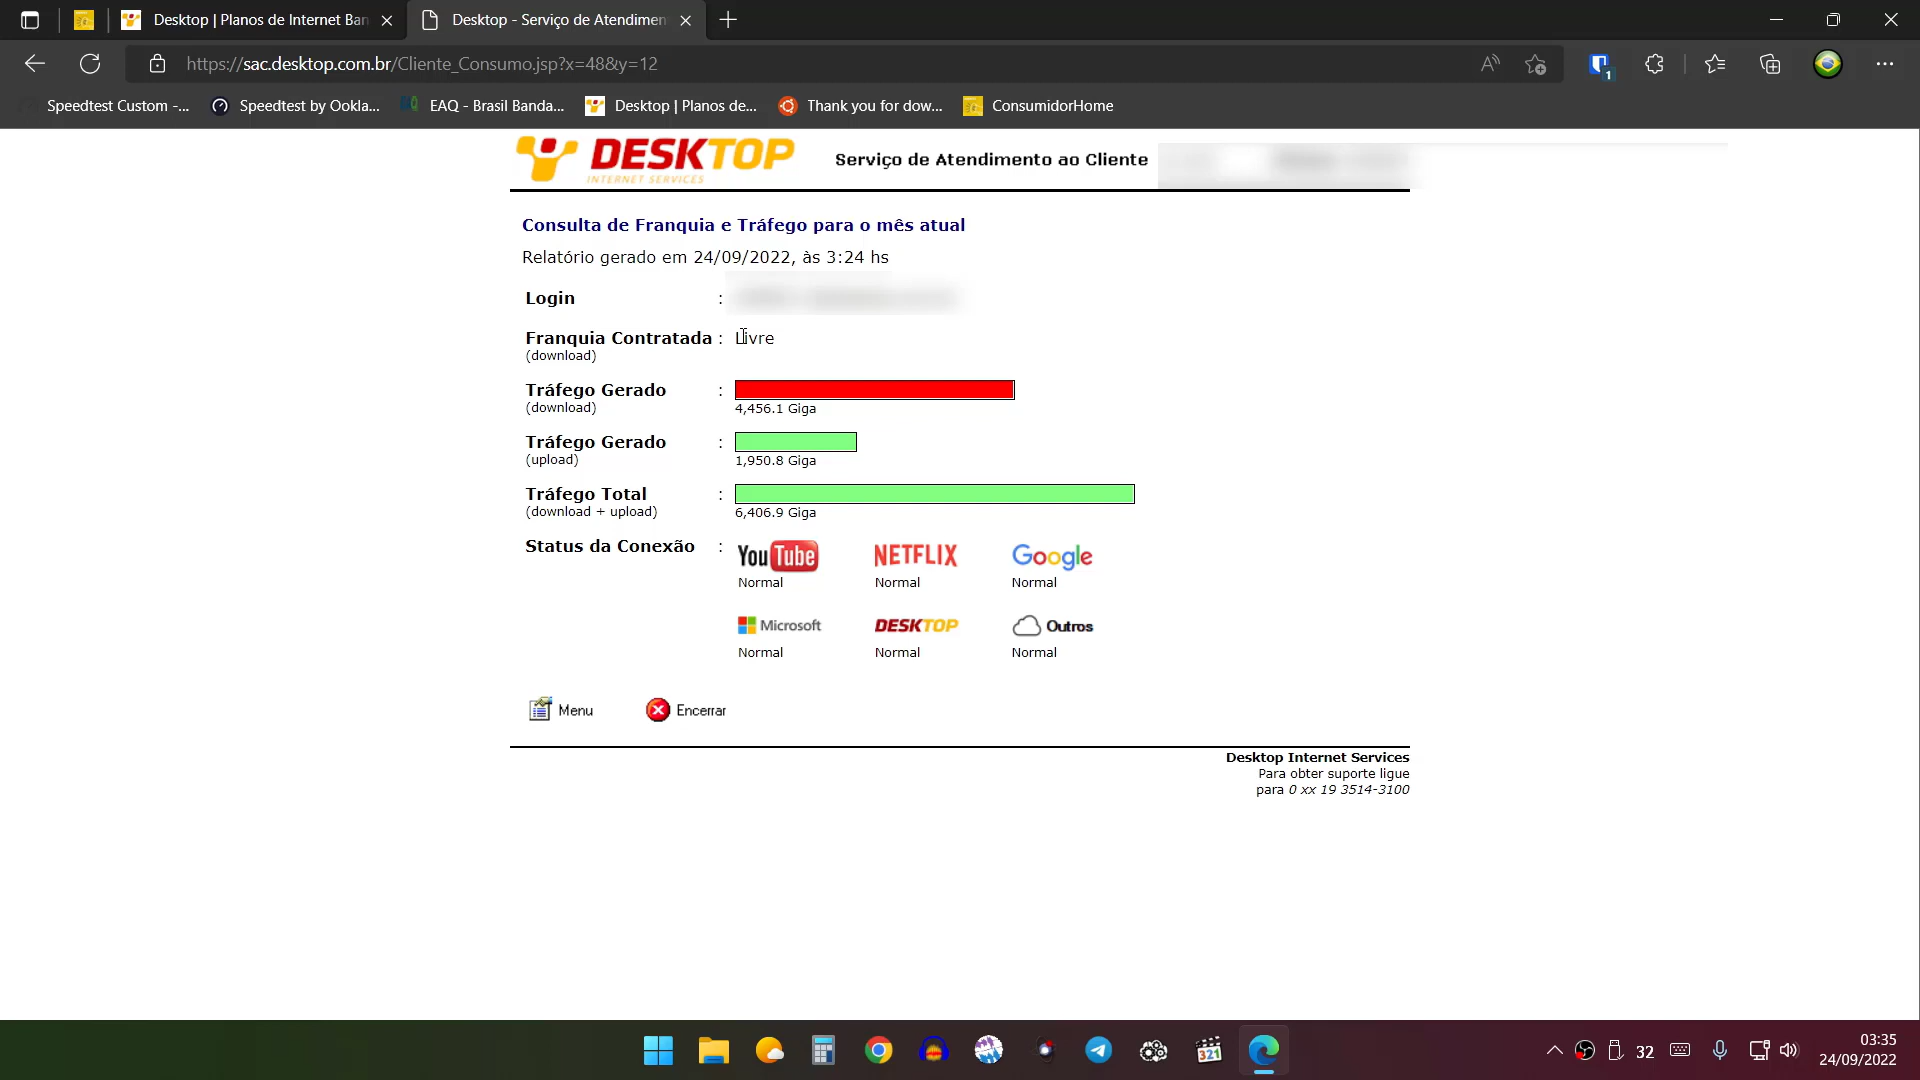 Desktop | Planos de Internet Ban
Desktop - Serviço de Atendimen
https://sac.desktop.com.br/Cliente_Consumo.jsp?x=48&y=12
1
Speedtest Custom -...
Speedtest by Ookla...
EAQ - Brasil Banda...
Desktop | Planos de...
Thank you for dow...
ConsumidorHome
DESKTOP
INTERNET SERVICES
Serviço de Atendimento ao Cliente
Consulta de Franquia e Tráfego para o mês atual
Relatório gerado em 24/09/2022, às 3:24 hs
Login :
Franquia Contratada : Livre
(download)
Tráfego Gerado :
(download) 4,456.1 Giga
Tráfego Gerado :
(upload) 1,950.8 Giga
Tráfego Total :
(download + upload) 6,406.9 Giga
Status da Conexão : YouTube NETFLIX Google
Normal Normal Normal
Microsoft DESKTOP Outros
Normal Normal Normal
Menu Encerrar
Desktop Internet Services
Para obter suporte ligue
para 0 xx 19 3514-3100
321
32
03:35
24/09/2022